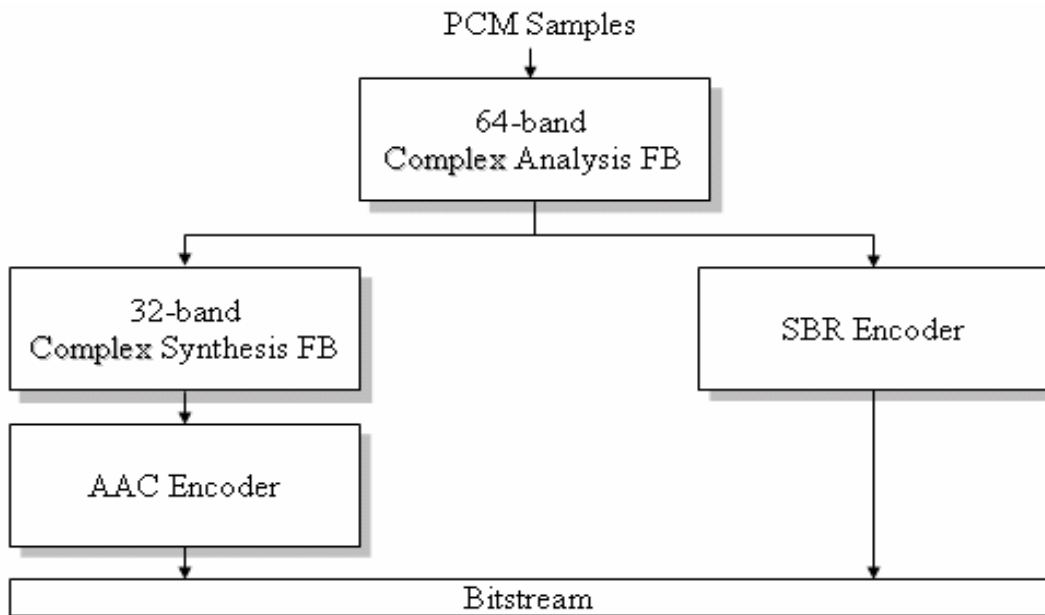 PCM Samples
64-band
Complex Analysis FB
32-band
Complex Synthesis FB
SBR Encoder
AAC Encoder
Bitstream